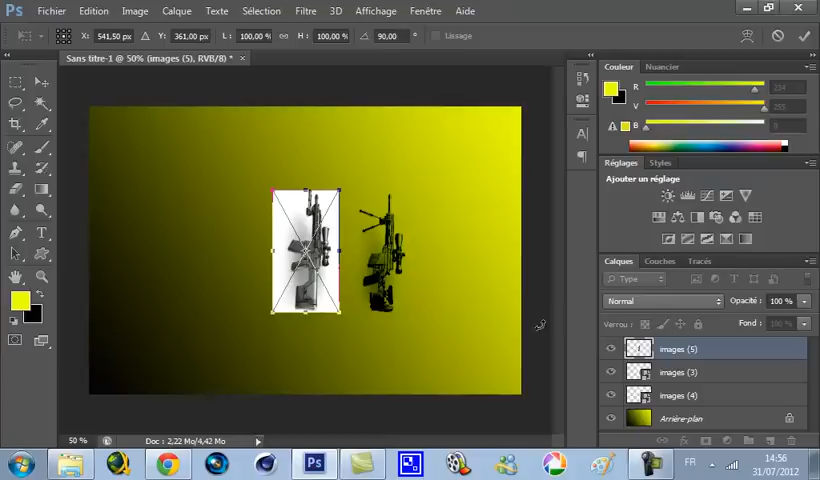 Ps Fichier Edition Image Calque Texte Sélection Filtre 3D Affichage Fenêtre Aide
X: 541,50 px Y: 361,00 px L: 100,00 % H: 100,00 % 90,00 Lissage
Sans titre-1 @ 50% (images (5), RVB/8) * ×
Couleur Nuancier
R 234
V 255
B 0
Réglages Styles
Ajouter un réglage
Calques Couches Tracés
Type
Normal Opacité : 100 %
Verrou : Fond : 100 %
images (5)
images (3)
images (4)
Arrière-plan
50 % Doc : 2,22 Mo/4,42 Mo
Ps FR 14:56
31/07/2012